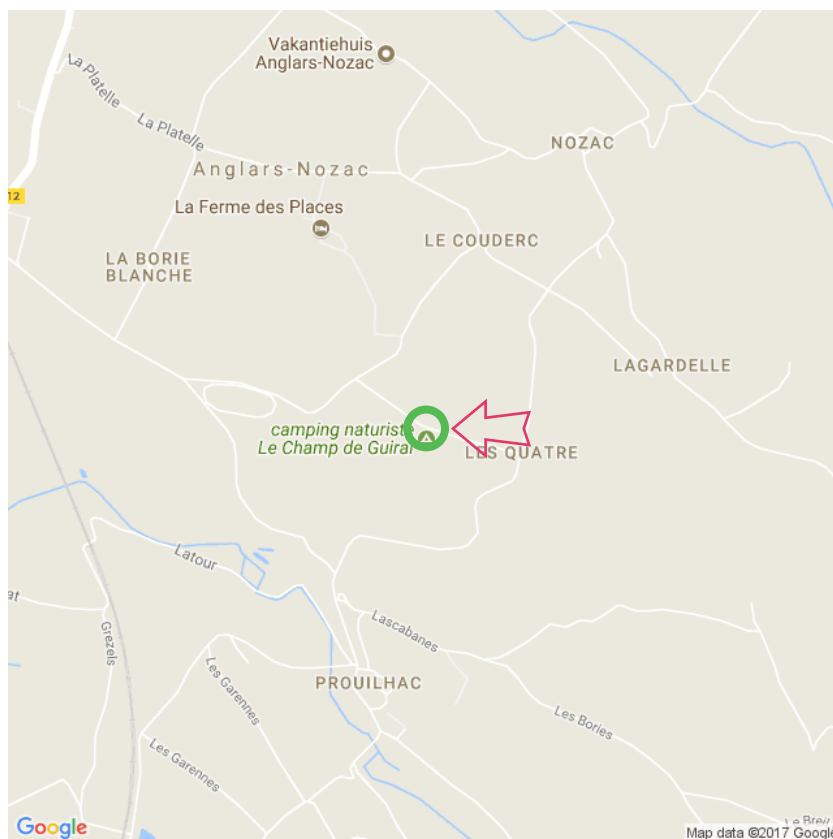 Vakantiehuis
Anglars-Nozac
La Platelle
La Platelle
NOZAC
Anglars-Nozac
12
La Ferme des Places
LE COUDERC
LA BORIE
BLANCHE
LAGARDELLE
camping naturiste
Le Champ de Guiral
LES QUATRE
Latour
at
Grezels
Lascabanes
Les Garennes
PROUILHAC
Les Bories
Les Garennes
Google
Map data ©2017 Google